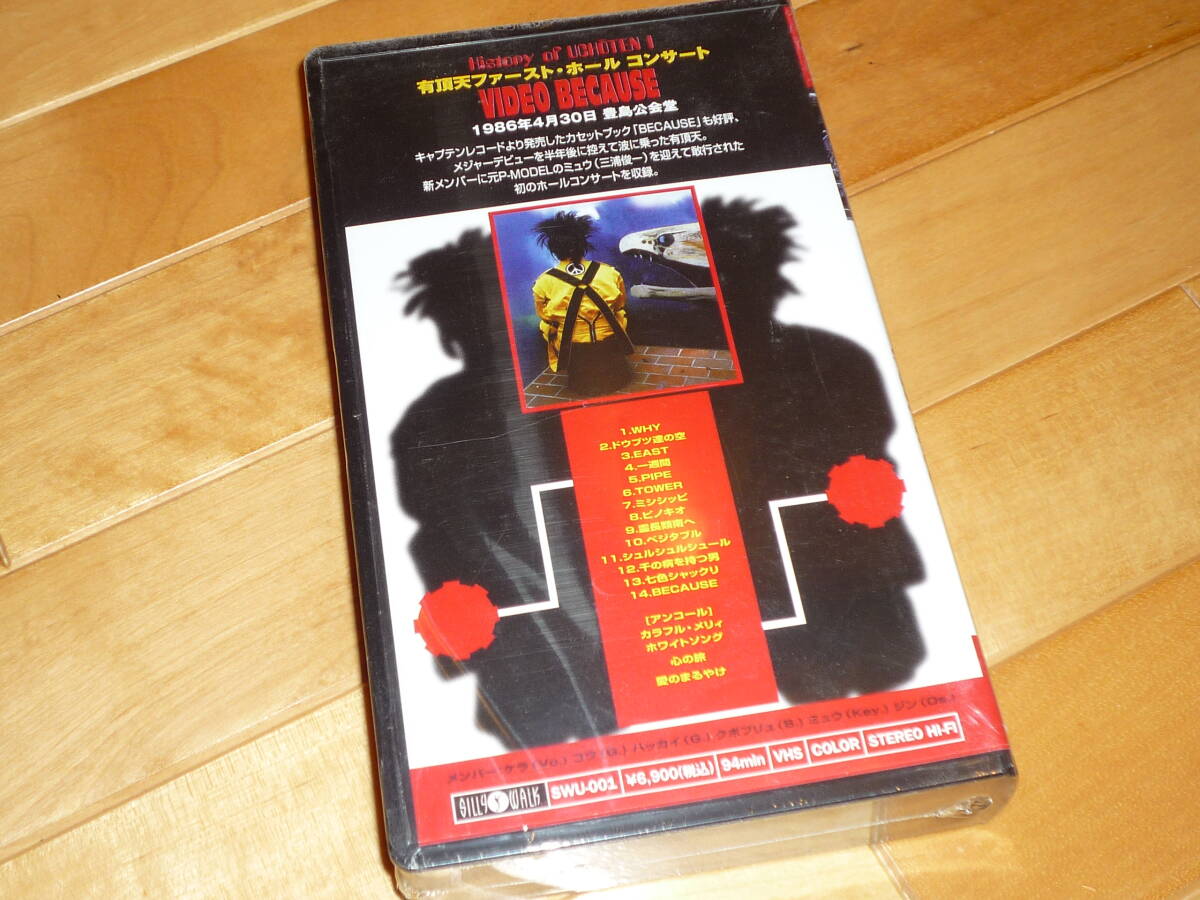 History of UCHOTEN 1
有頂天ファースト・ホール コンサート
VIDEO BECAUSE
1986年4月30日 豊島公会堂
キャプテンレコードより発売したカセットブック「BECAUSE」も好評、
メジャーデビューを半年後に控えて波に乗った有頂天。
新メンバーに元P-MODELのミュウ(三浦俊一)を迎えて敢行された
初のホールコンサートを収録。
1.WHY
2.ドウブツ達の空
3.EAST
4.一週間
5.PIPE
6.TOWER
7.ミシシッピ
8.ピノキオ
9.霊長類南へ
10.ベジタブル
11.シュルシュルシュール
12.千の病を持つ男
13.七色シャックリ
14.BECAUSE
[アンコール]
カラフル・メリィ
ホワイトソング
心の旅
愛のまるやけ
メンバー:ケラ(Vo.) コウ(G.) ハッカイ(G.) クボブリュ(B.) ミュウ(Key.) ジン(Ds.)
SILLY WALK SWU-001 ¥6,900(税込) 94min VHS COLOR STEREO HI-FI